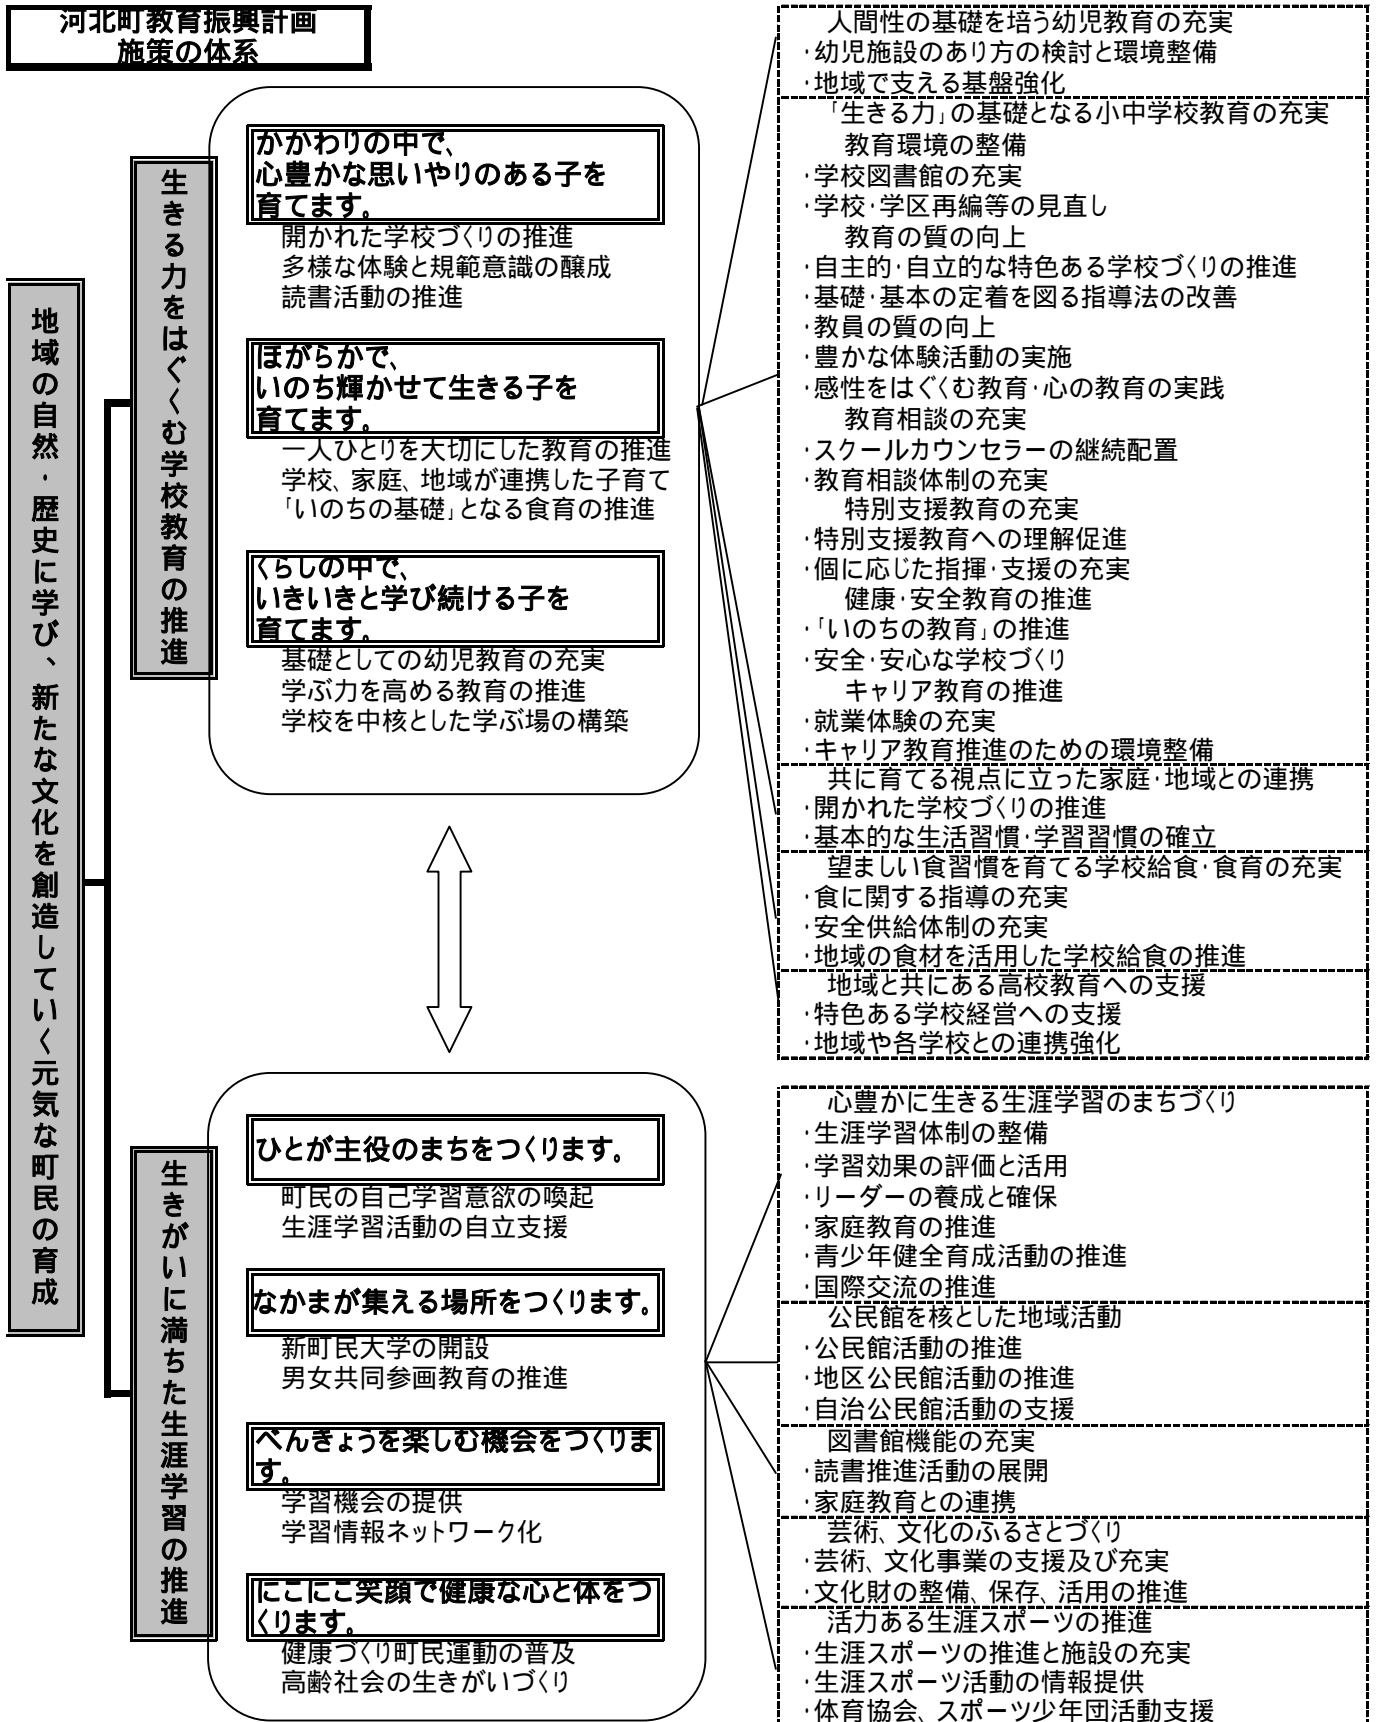 河北町教育振興計画
施策の体系
地域の自然・歴史に学び、新たな文化を創造していく元気な町民の育成
生きる力をはぐくむ学校教育の推進
かかわりの中で、
心豊かな思いやりのある子を
育てます。
開かれた学校づくりの推進
多様な体験と規範意識の醸成
読書活動の推進
ほがらかで、
いのち輝かせて生きる子を
育てます。
一人ひとりを大切にした教育の推進
学校、家庭、地域が連携した子育て
「いのちの基礎」となる食育の推進
くらしの中で、
いきいきと学び続ける子を
育てます。
基礎としての幼児教育の充実
学ぶ力を高める教育の推進
学校を中核とした学ぶ場の構築
人間性の基礎を培う幼児教育の充実
・幼児施設のあり方の検討と環境整備
・地域で支える基盤強化
「生きる力」の基礎となる小中学校教育の充実
教育環境の整備
・学校図書館の充実
・学校・学区再編等の見直し
教育の質の向上
・自主的・自立的な特色ある学校づくりの推進
・基礎・基本の定着を図る指導法の改善
・教員の質の向上
・豊かな体験活動の実施
・感性をはぐくむ教育・心の教育の実践
教育相談の充実
・スクールカウンセラーの継続配置
・教育相談体制の充実
特別支援教育の充実
・特別支援教育への理解促進
・個に応じた指揮・支援の充実
健康・安全教育の推進
・「いのちの教育」の推進
・安全・安心な学校づくり
キャリア教育の推進
・就業体験の充実
・キャリア教育推進のための環境整備
共に育てる視点に立った家庭・地域との連携
・開かれた学校づくりの推進
・基本的な生活習慣・学習習慣の確立
望ましい食習慣を育てる学校給食・食育の充実
・食に関する指導の充実
・安全供給体制の充実
・地域の食材を活用した学校給食の推進
地域と共にある高校教育への支援
・特色ある学校経営への支援
・地域や各学校との連携強化
生きがいに満ちた生涯学習の推進
ひとが主役のまちをつくります。
町民の自己学習意欲の喚起
生涯学習活動の自立支援
なかまが集える場所をつくります。
新町民大学の開設
男女共同参画教育の推進
べんきょうを楽しむ機会をつくりま
す。
学習機会の提供
学習情報ネットワーク化
にこにこ笑顔で健康な心と体をつ
くります。
健康づくり町民運動の普及
高齢社会の生きがいづくり
心豊かに生きる生涯学習のまちづくり
・生涯学習体制の整備
・学習効果の評価と活用
・リーダーの養成と確保
・家庭教育の推進
・青少年健全育成活動の推進
・国際交流の推進
公民館を核とした地域活動
・公民館活動の推進
・地区公民館活動の推進
・自治公民館活動の支援
図書館機能の充実
・読書推進活動の展開
・家庭教育との連携
芸術、文化のふるさとづくり
・芸術、文化事業の支援及び充実
・文化財の整備、保存、活用の推進
活力ある生涯スポーツの推進
・生涯スポーツの推進と施設の充実
・生涯スポーツ活動の情報提供
・体育協会、スポーツ少年団活動支援